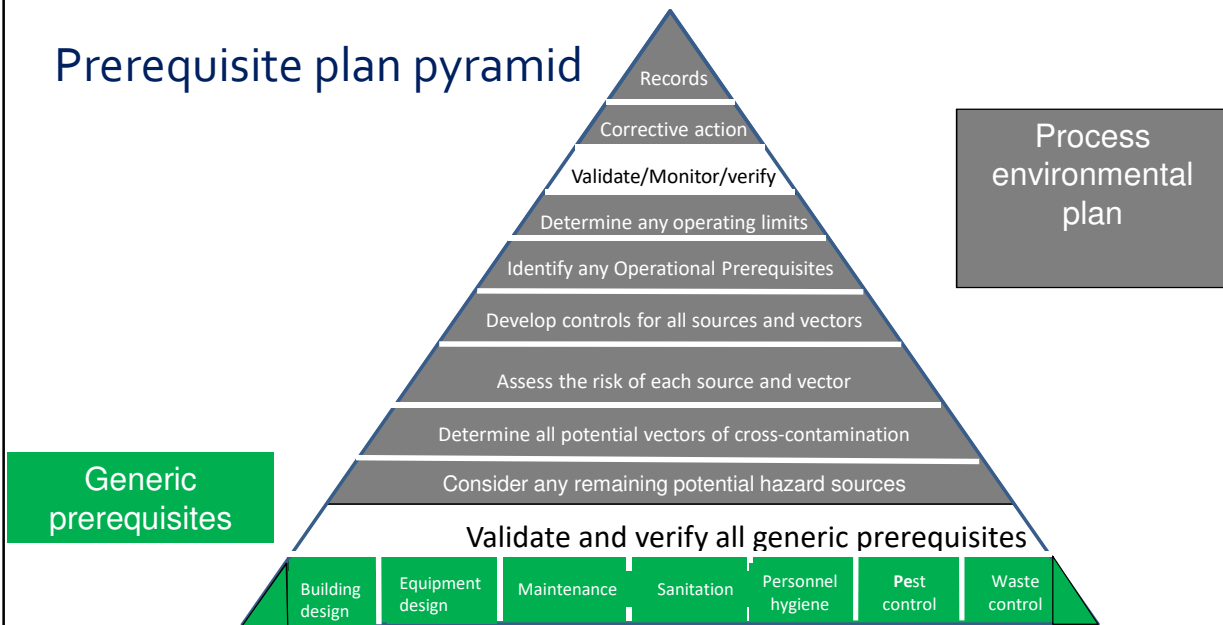 Prerequisite plan pyramid
Records
Corrective action
Validate/Monitor/verify
Determine any operating limits
Identify any Operational Prerequisites
Develop controls for all sources and vectors
Assess the risk of each source and vector
Determine all potential vectors of cross-contamination
Consider any remaining potential hazard sources
Validate and verify all generic prerequisites
Building
design
Equipment
design
Maintenance
Sanitation
Personnel
hygiene
Pest
control
Waste
control
Process
environmental
plan
Generic
prerequisites